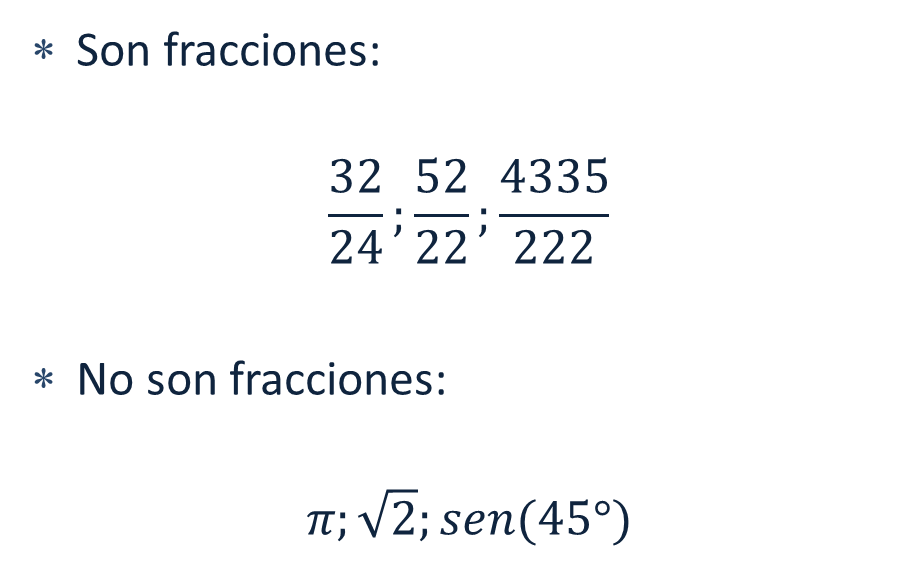 * Son fracciones:
32/24 ; 52/22 ; 4335/222
* No son fracciones:
π; √2; sen(45°)